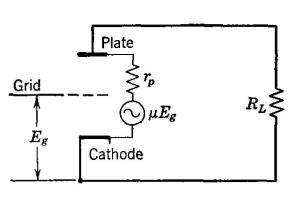 Plate
r_p
Grid
μE_g
R_L
E_g
Cathode